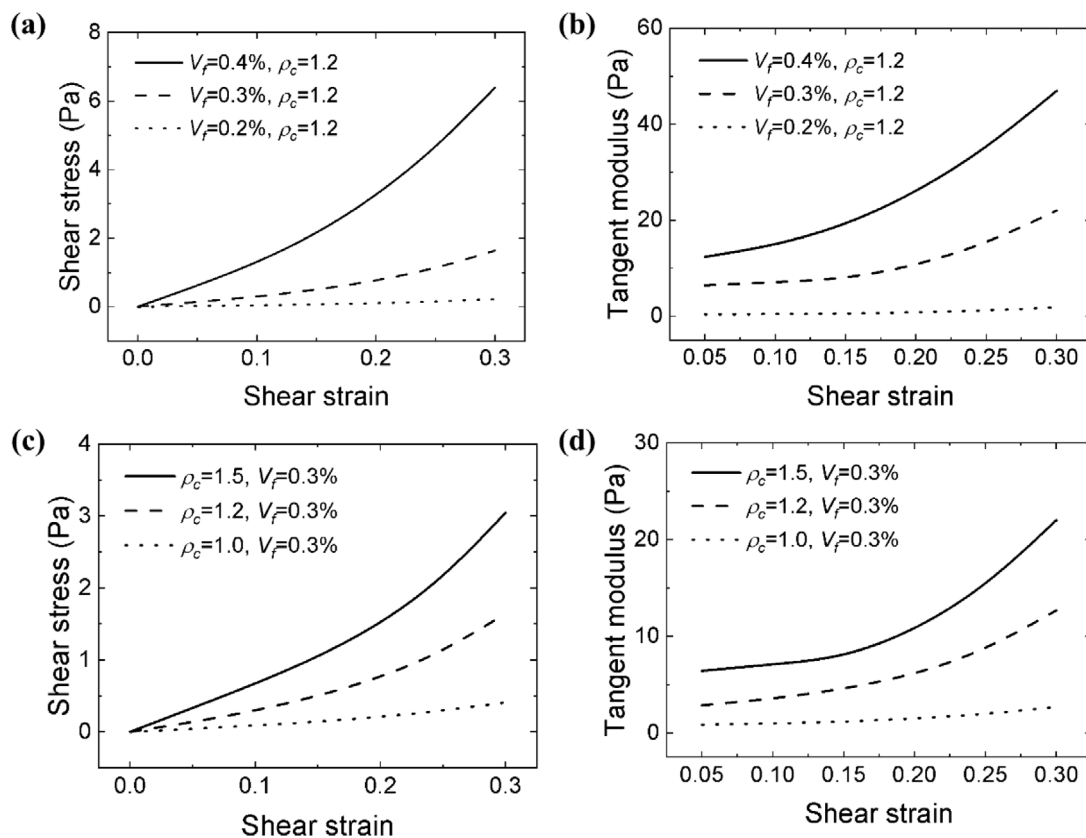 (a)
8
6
4
2
0
Shear stress (Pa)
V_f=0.4%, ρ_c=1.2
V_f=0.3%, ρ_c=1.2
V_f=0.2%, ρ_c=1.2
0.0 0.1 0.2 0.3
Shear strain
(b)
60
40
20
0
Tangent modulus (Pa)
V_f=0.4%, ρ_c=1.2
V_f=0.3%, ρ_c=1.2
V_f=0.2%, ρ_c=1.2
0.05 0.10 0.15 0.20 0.25 0.30
Shear strain
(c)
4
3
2
1
0
Shear stress (Pa)
ρ_c=1.5, V_f=0.3%
ρ_c=1.2, V_f=0.3%
ρ_c=1.0, V_f=0.3%
0.0 0.1 0.2 0.3
Shear strain
(d)
30
20
10
0
Tangent modulus (Pa)
ρ_c=1.5, V_f=0.3%
ρ_c=1.2, V_f=0.3%
ρ_c=1.0, V_f=0.3%
0.05 0.10 0.15 0.20 0.25 0.30
Shear strain